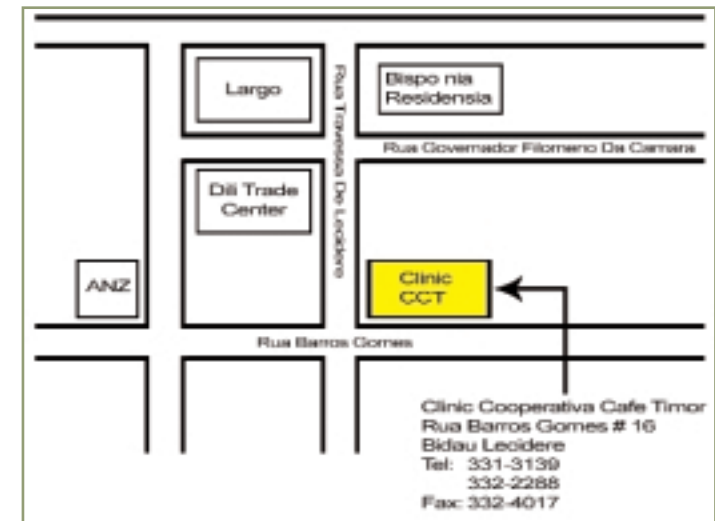 Largo
Bispo nia
Residensia
Rua Travessa De Lecidere
Rua Governador Filomeno Da Camara
Dili Trade
Center
ANZ
Clinic
CCT
Rua Barros Gomes
Clinic Cooperativa Cafe Timor
Rua Barros Gomes # 16
Bidau Lecidere
Tel: 331-3139
332-2288
Fax: 332-4017